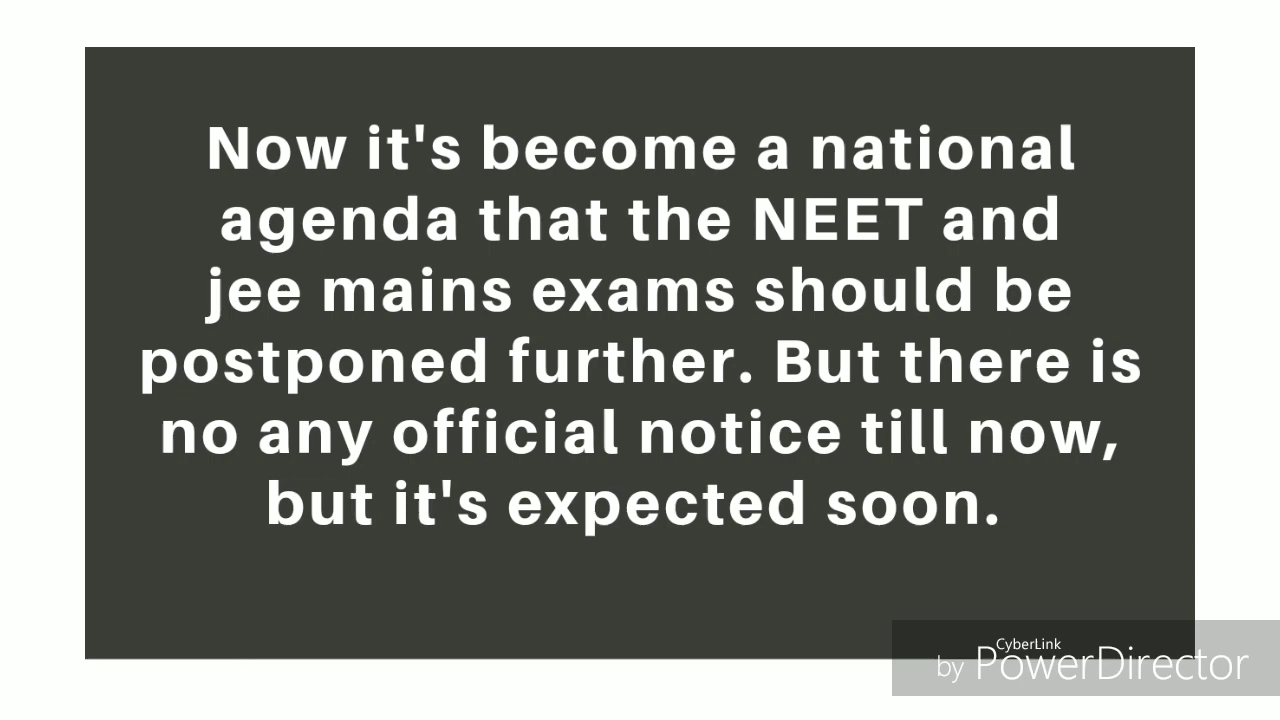 Now it's become a national
agenda that the NEET and
jee mains exams should be
postponed further. But there is
no any official notice till now,
but it's expected soon.
CyberLink
by PowerDirector